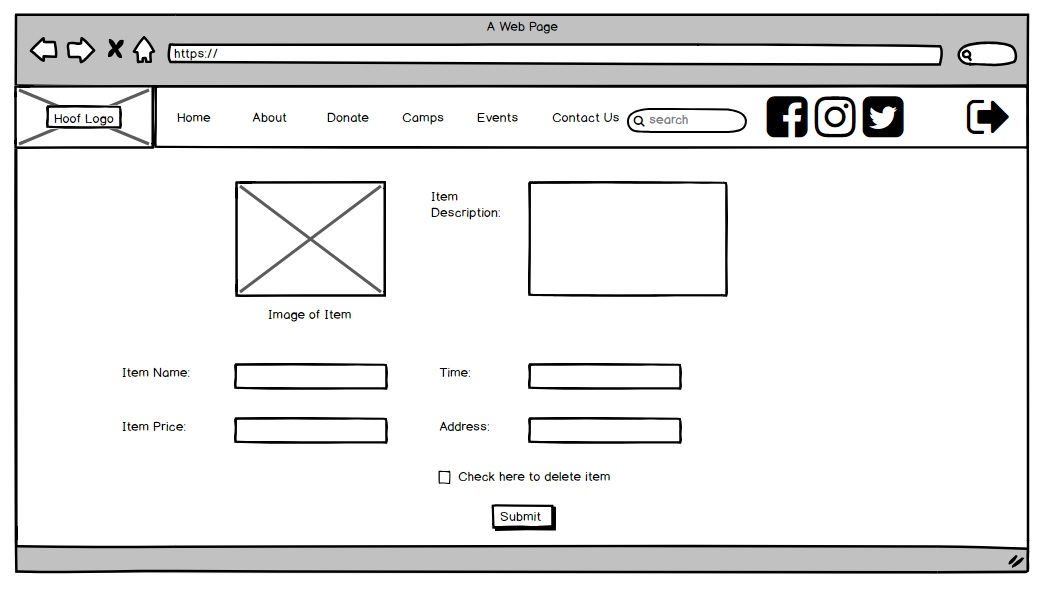 A Web Page
https://
Hoof Logo
Home About Donate Camps Events Contact Us search
Item
Description:
Image of Item
Item Name: Time:
Item Price: Address:
Check here to delete item
Submit